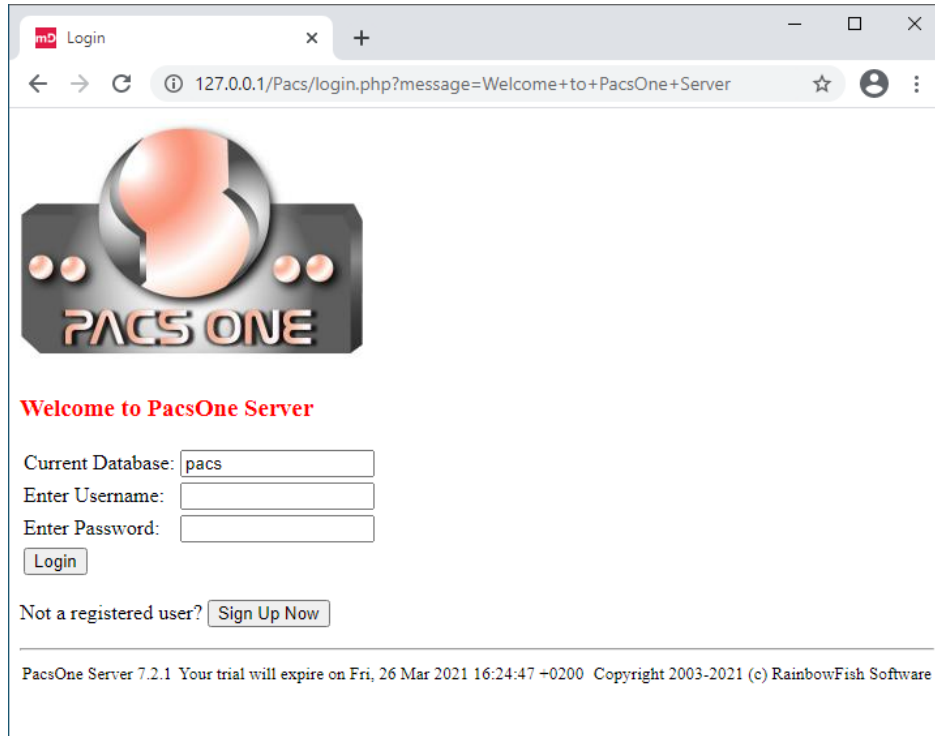 mD Login
127.0.0.1/Pacs/login.php?message=Welcome+to+PacsOne+Server
PACS ONE
Welcome to PacsOne Server
Current Database: pacs
Enter Username:
Enter Password:
Login
Not a registered user? Sign Up Now
PacsOne Server 7.2.1 Your trial will expire on Fri, 26 Mar 2021 16:24:47 +0200 Copyright 2003-2021 (c) RainbowFish Software